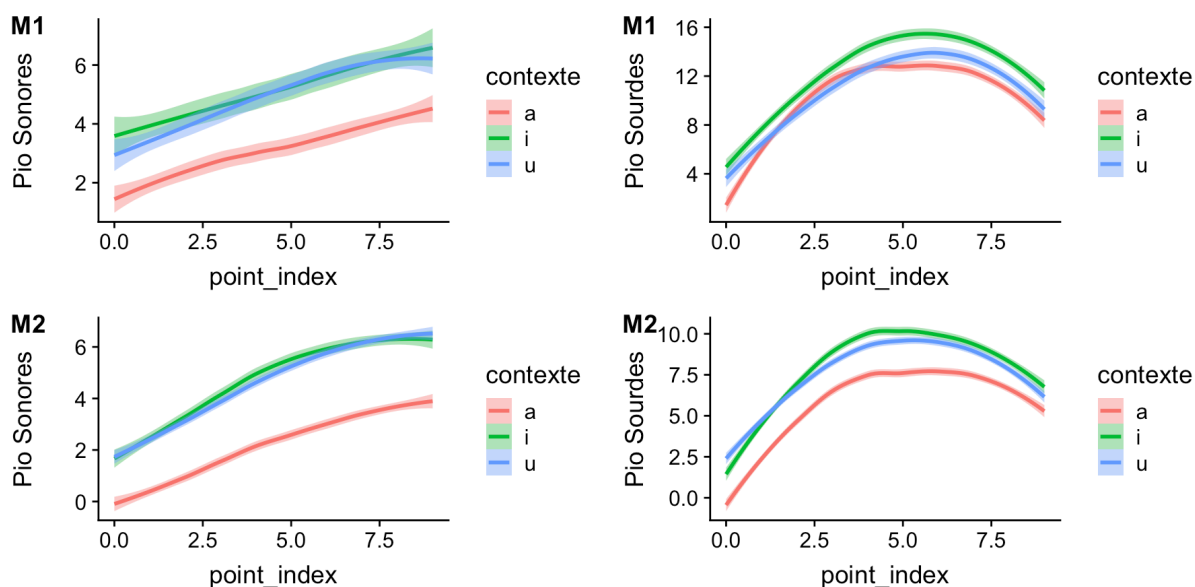 M1
Pio Sonores
6
4
2
0.0 2.5 5.0 7.5
point_index
contexte
a
i
u
M1
Pio Sourdes
16
12
8
4
0.0 2.5 5.0 7.5
point_index
contexte
a
i
u
M2
Pio Sonores
6
4
2
0
0.0 2.5 5.0 7.5
point_index
contexte
a
i
u
M2
Pio Sourdes
10.0
7.5
5.0
2.5
0.0
0.0 2.5 5.0 7.5
point_index
contexte
a
i
u